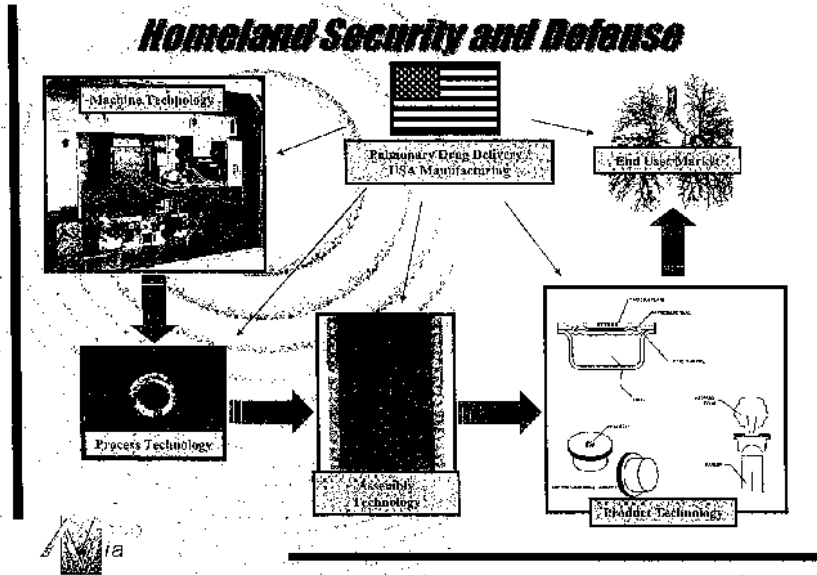 Homeland Security and Defense
Machine Technology
Pulmonary Drug Delivery /
USA Manufacturing
End User Market
Process Technology
Assembly
Technology
Product Technology